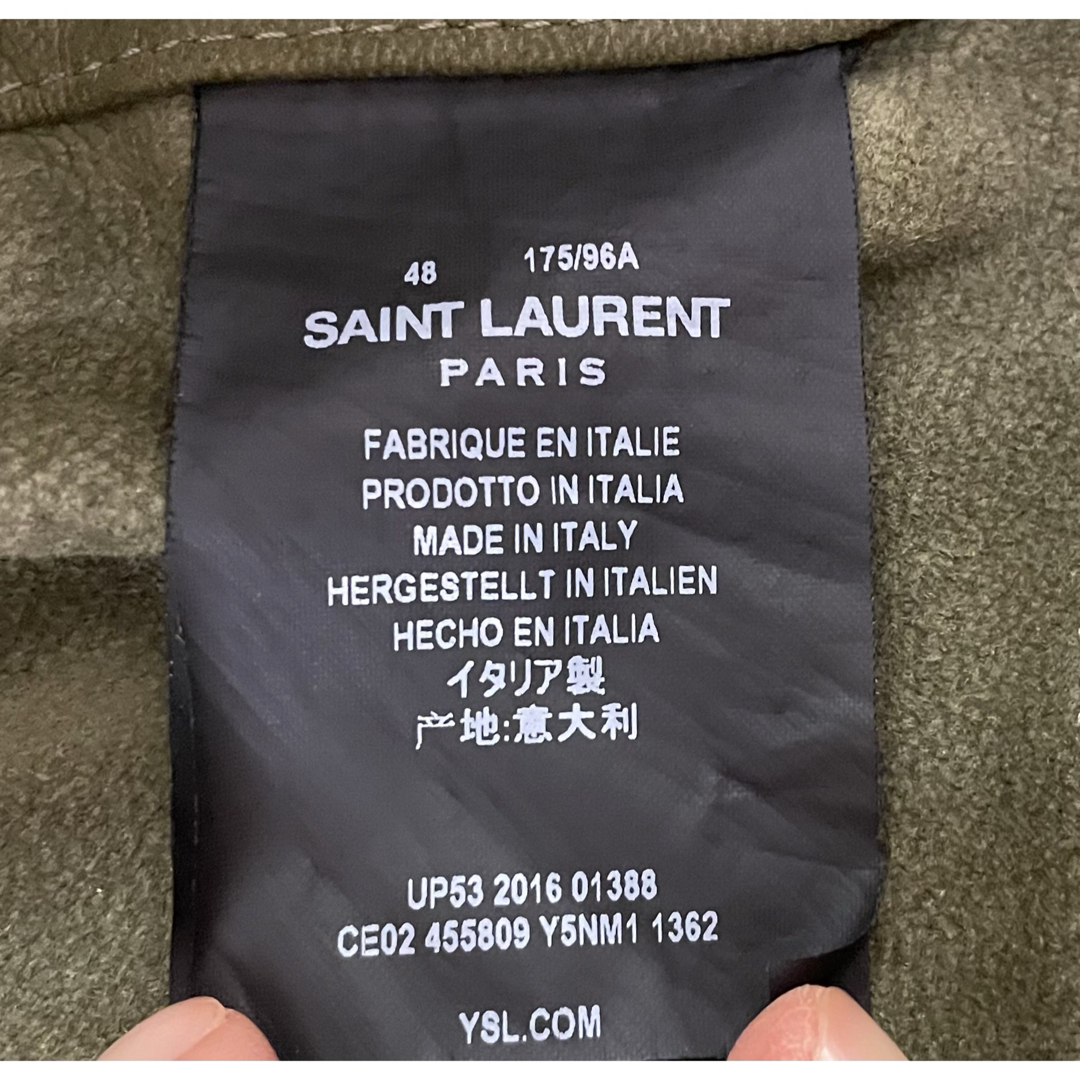 48 175/96A
SAINT LAURENT
PARIS
FABRIQUE EN ITALIE
PRODOTTO IN ITALIA
MADE IN ITALY
HERGESTELLT IN ITALIEN
HECHO EN ITALIA
イタリア製
产地:意大利
UP53 2016 01388
CE02 455809 Y5NM1 1362
YSL.COM